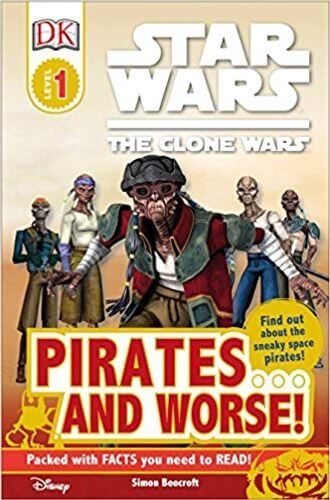 DK
LEVEL 1
STAR
WARS
THE CLONE WARS
Find out
about the
sneaky space
pirates!
PIRATES...
AND WORSE!
Packed with FACTS you need to READ!
Disney
Simon Beecroft